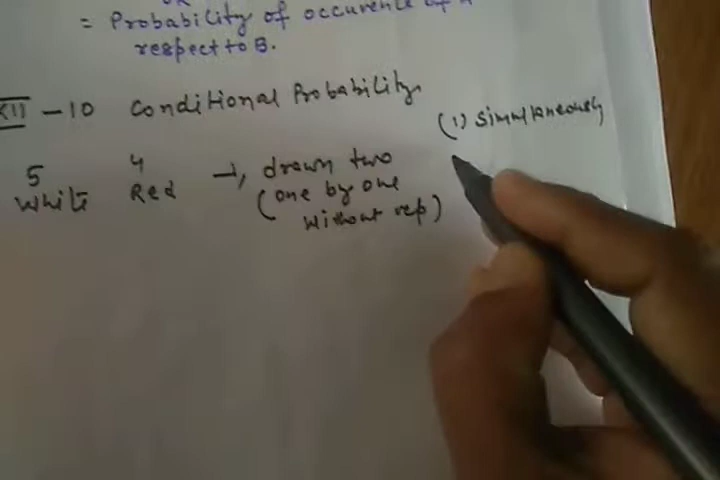 = Probability of occurence of
respect to B.
XII - 10 Conditional Probability
(1) simultaneously
5 4 → drawn two
White Red (one by one
without rep)